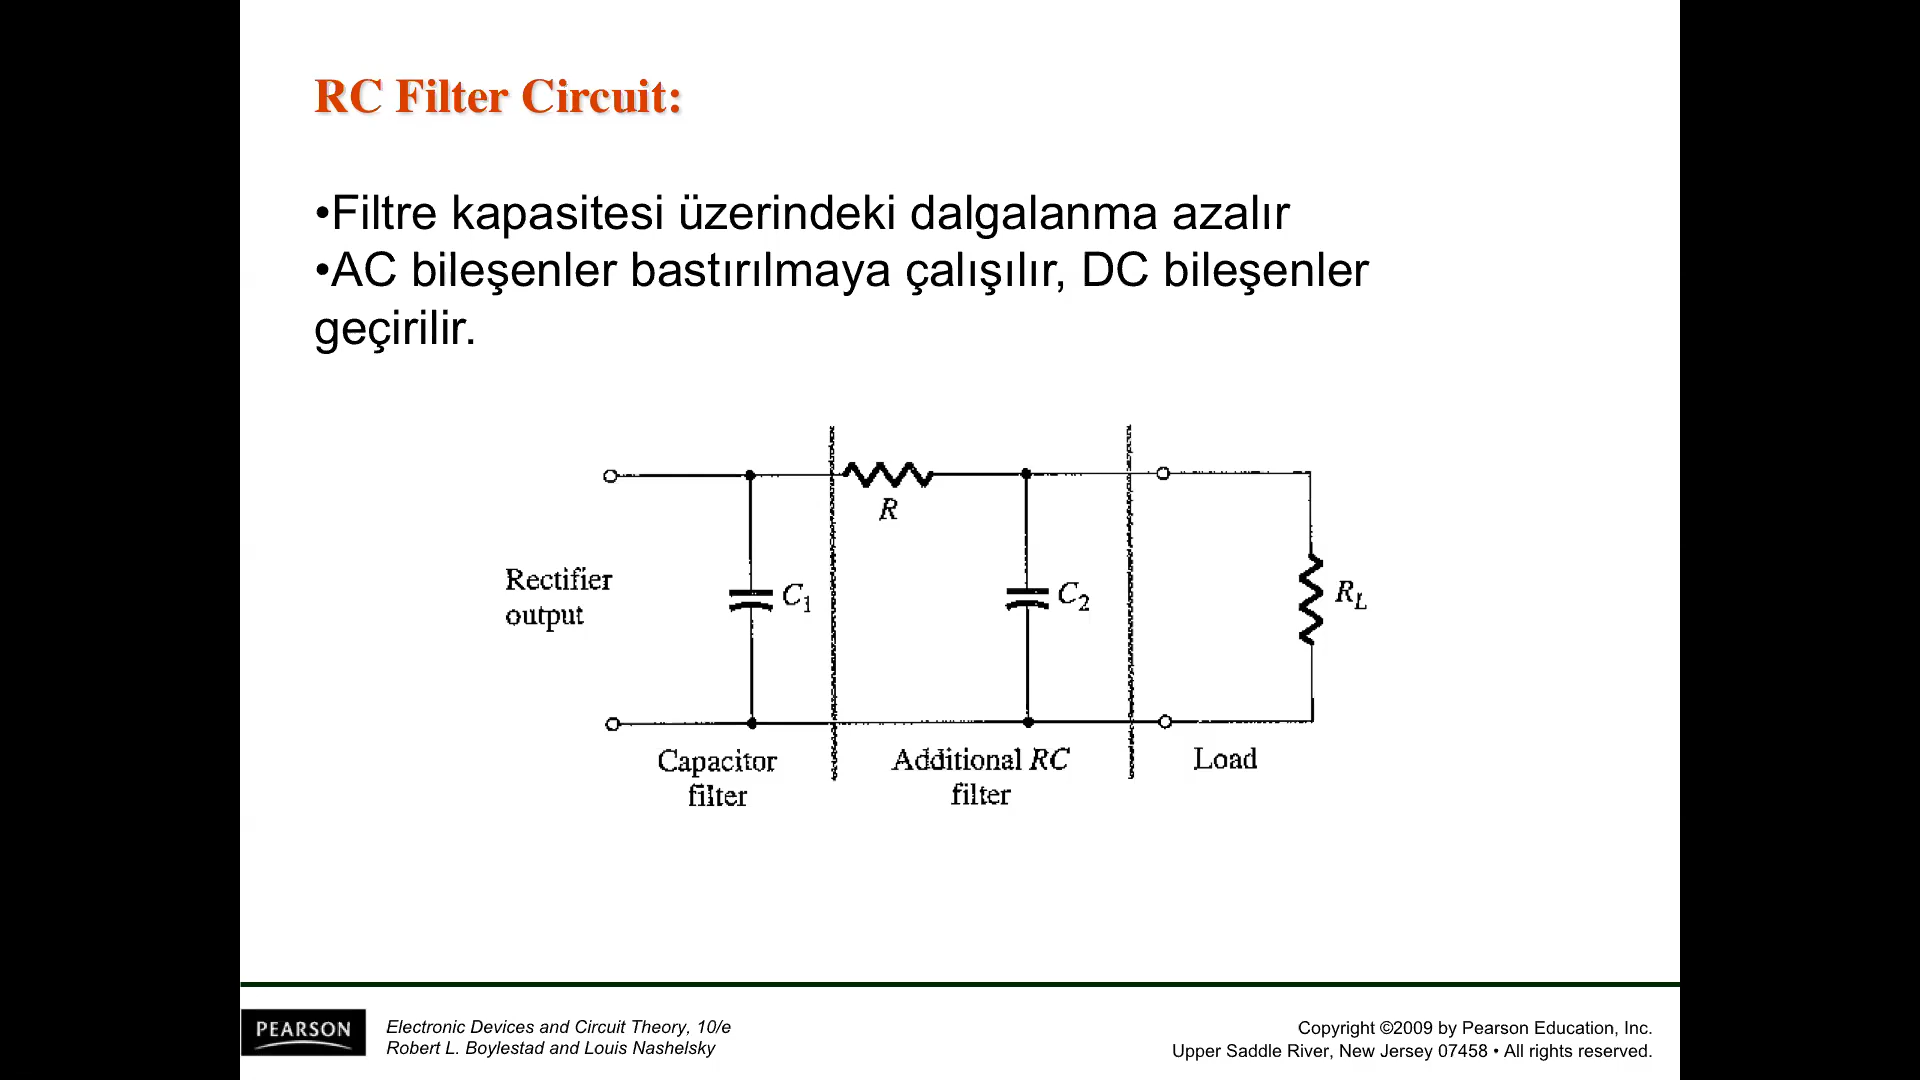 RC Filter Circuit:
•Filtre kapasitesi üzerindeki dalgalanma azalır
•AC bileşenler bastırılmaya çalışılır, DC bileşenler
geçirilir.
R
Rectifier
output
C1
C2
RL
Capacitor
filter
Additional RC
filter
Load
PEARSON
Electronic Devices and Circuit Theory, 10/e
Robert L. Boylestad and Louis Nashelsky
Copyright ©2009 by Pearson Education, Inc.
Upper Saddle River, New Jersey 07458 • All rights reserved.